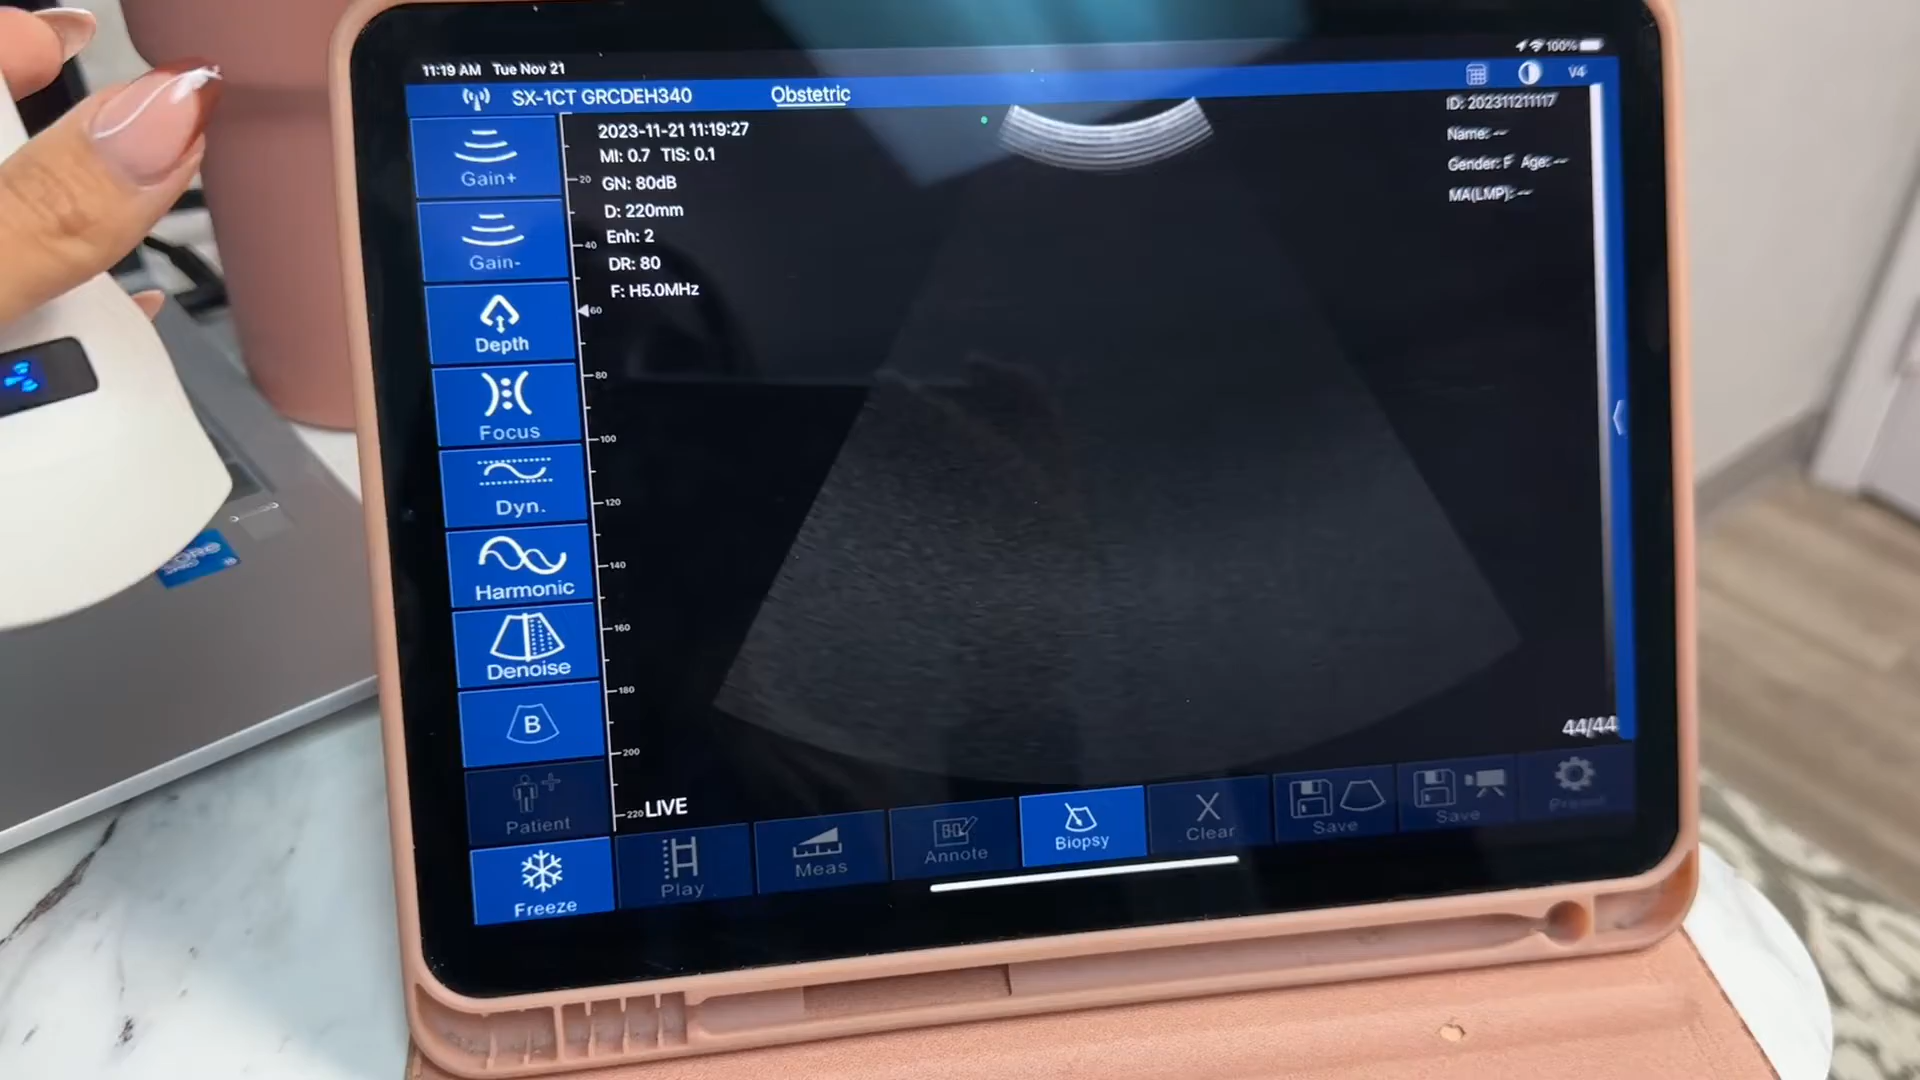 11:19 AM Tue Nov 21
100%
SX-1CT GRCDEH340
Obstetric
V4
2023-11-21 11:19:27
MI: 0.7 TIS: 0.1
GN: 80dB
D: 220mm
Enh: 2
DR: 80
F: H5.0MHz
ID: 202311211117
Name: --
Gender: F Age: --
MA(LMP): --
Gain+
Gain-
Depth
Focus
Dyn.
Harmonic
Denoise
B
Patient
Freeze
20
40
60
80
100
120
140
160
180
200
220
LIVE
44/44
Play
Meas
Annote
Biopsy
Clear
Save
Save
Preset
CORE